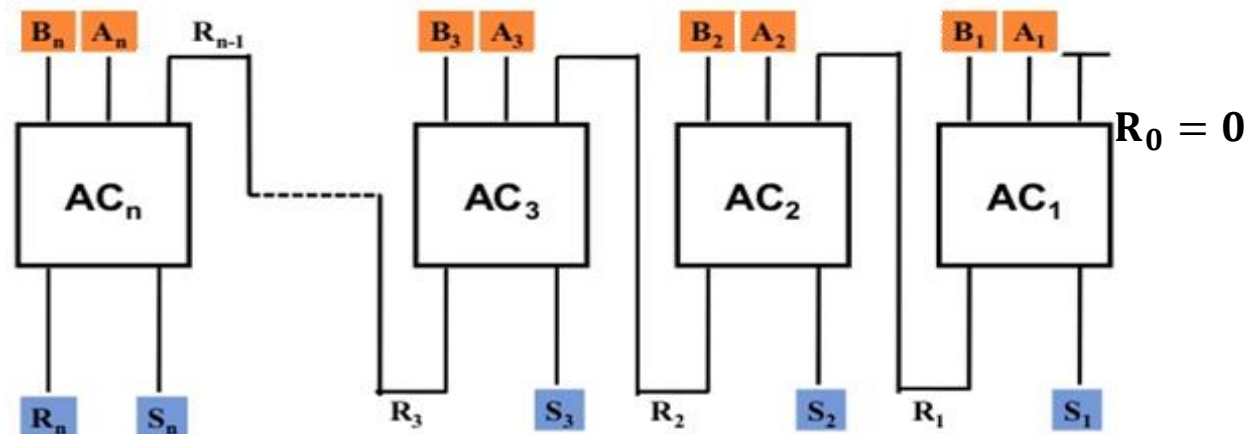 Bₙ Aₙ Rₙ₋₁ B₃ A₃ B₂ A₂ B₁ A₁
R₀ = 0
ACₙ AC₃ AC₂ AC₁
Rₙ Sₙ R₃ S₃ R₂ S₂ R₁ S₁